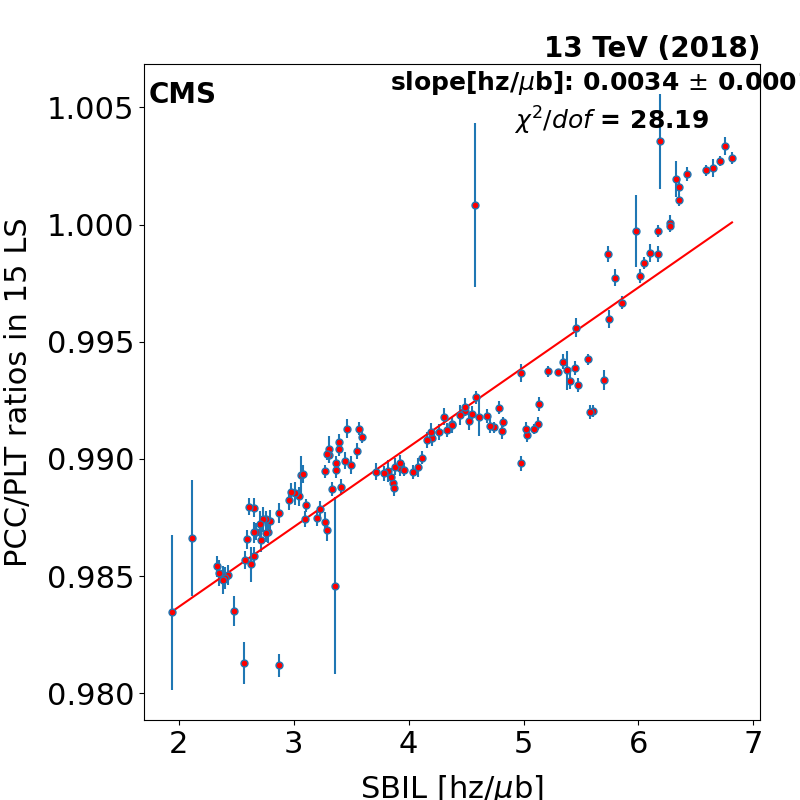 13 TeV (2018)
CMS
slope[hz/μb]: 0.0034 ± 0.000
χ²/dof = 28.19
PCC/PLT ratios in 15 LS
1.005
1.000
0.995
0.990
0.985
0.980
2 3 4 5 6 7
SBIL [hz/μb]